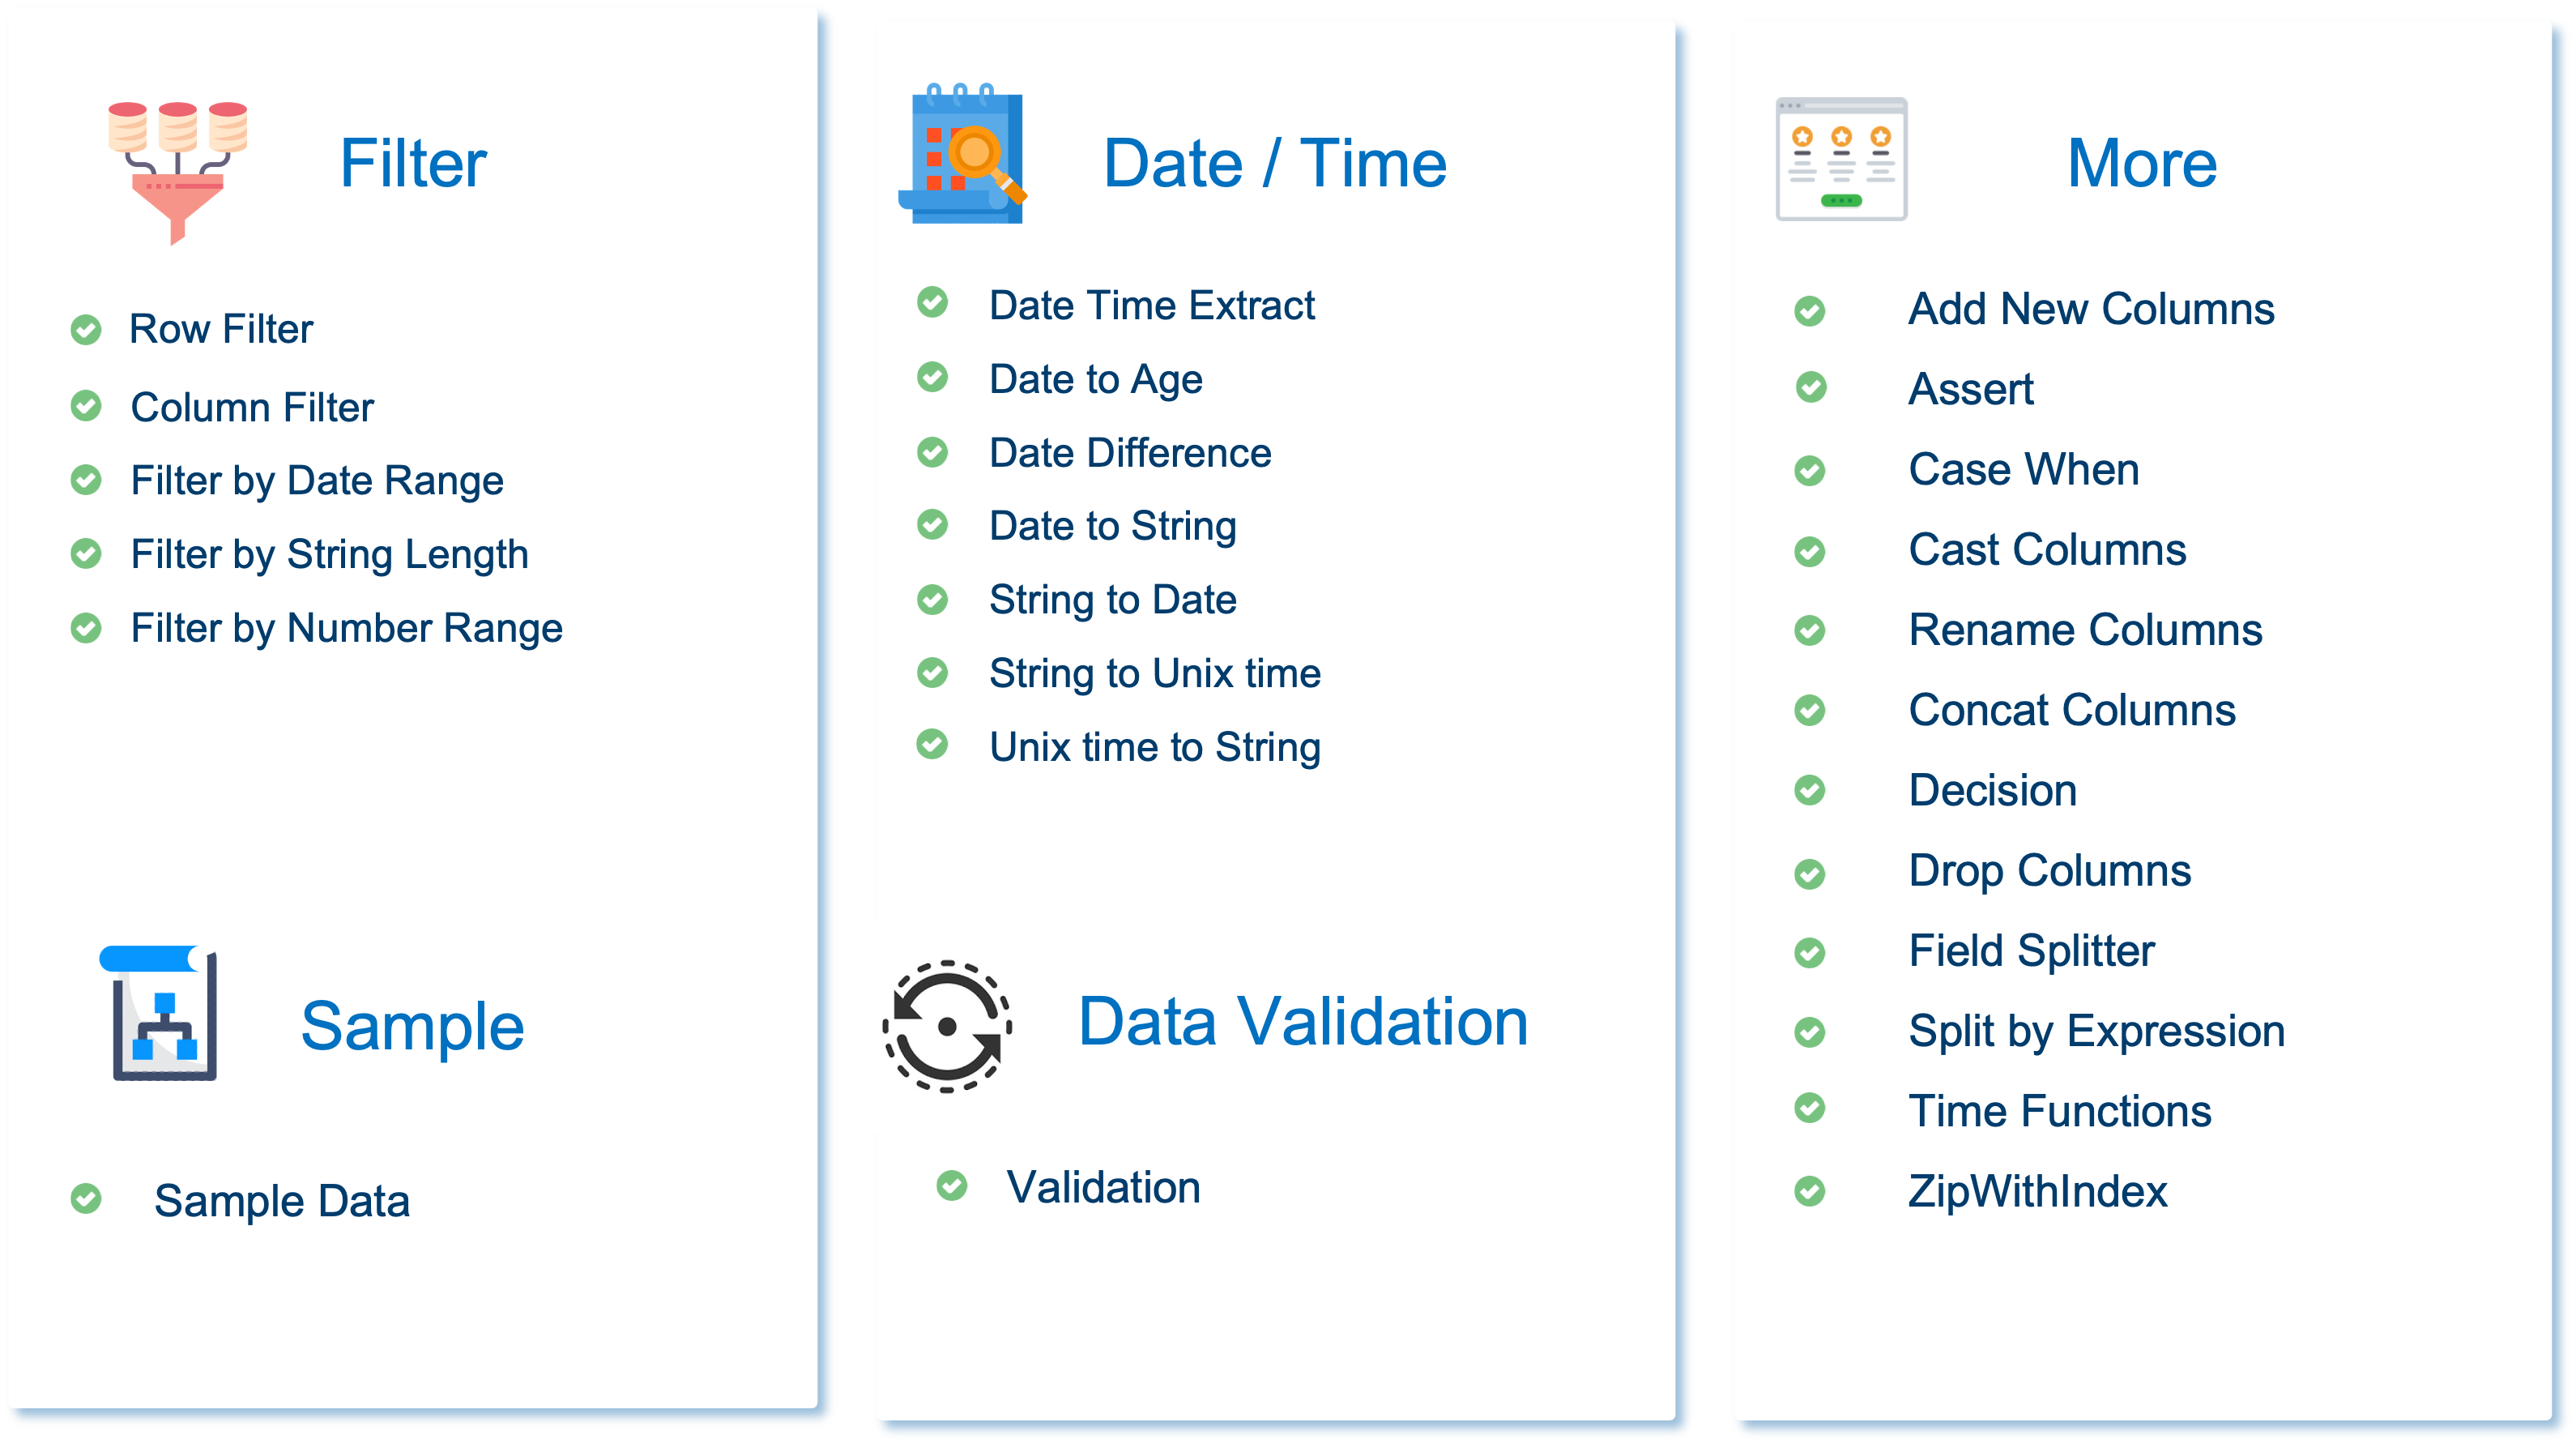 Filter
Row Filter
Column Filter
Filter by Date Range
Filter by String Length
Filter by Number Range
Sample
Sample Data
Date / Time
Date Time Extract
Date to Age
Date Difference
Date to String
String to Date
String to Unix time
Unix time to String
Data Validation
Validation
More
Add New Columns
Assert
Case When
Cast Columns
Rename Columns
Concat Columns
Decision
Drop Columns
Field Splitter
Split by Expression
Time Functions
ZipWithIndex